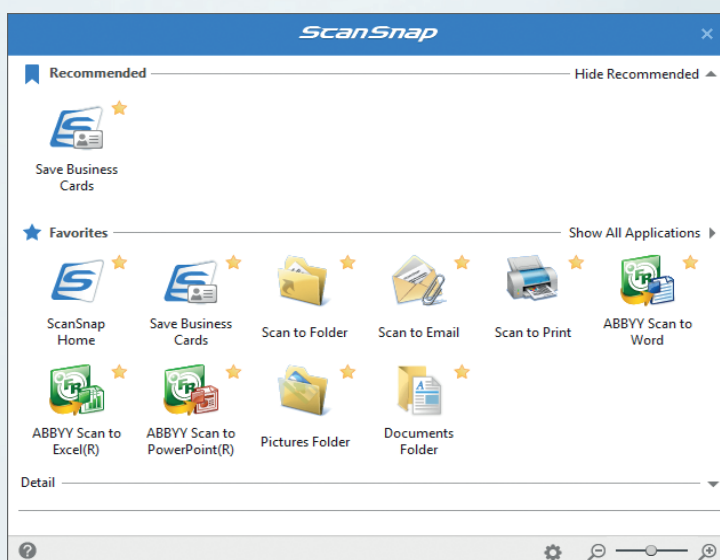 ScanSnap
Recommended
Hide Recommended
Save Business
Cards
Favorites
Show All Applications
ScanSnap
Home
Save Business
Cards
Scan to Folder
Scan to Email
Scan to Print
ABBYY Scan to
Word
ABBYY Scan to
Excel(R)
ABBYY Scan to
PowerPoint(R)
Pictures Folder
Documents
Folder
Detail